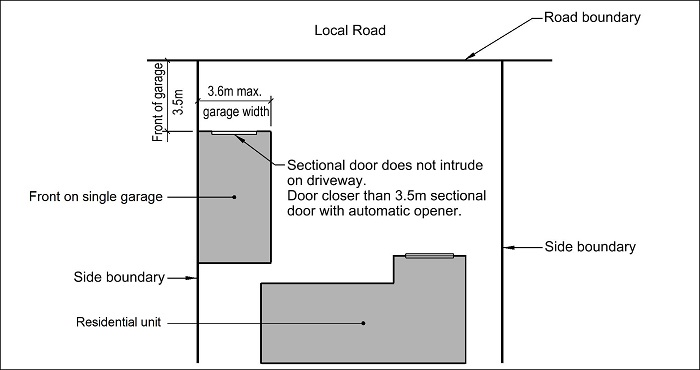 Local Road
Road boundary
Front of garage
3.5m
3.6m max.
garage width
Sectional door does not intrude
on driveway.
Door closer than 3.5m sectional
door with automatic opener.
Front on single garage
Side boundary
Side boundary
Residential unit